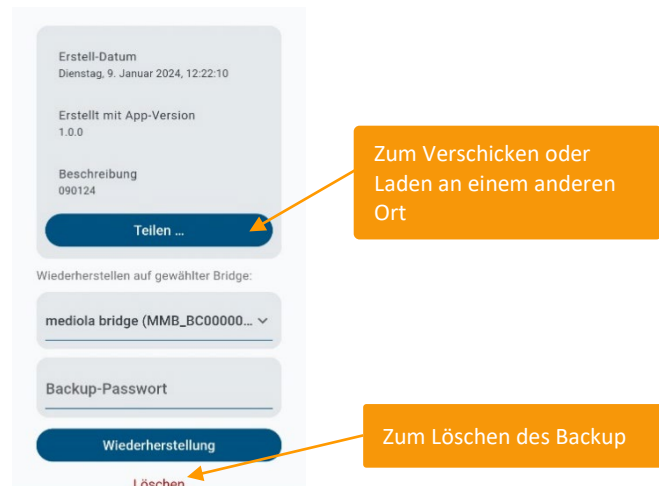 Erstell-Datum
Dienstag, 9. Januar 2024, 12:22:10
Erstellt mit App-Version
1.0.0
Beschreibung
090124
Teilen ...
Zum Verschicken oder
Laden an einem anderen
Ort
Wiederherstellen auf gewählter Bridge:
mediola bridge (MMB_BC00000...
Backup-Passwort
Wiederherstellung
Zum Löschen des Backup
Löschen